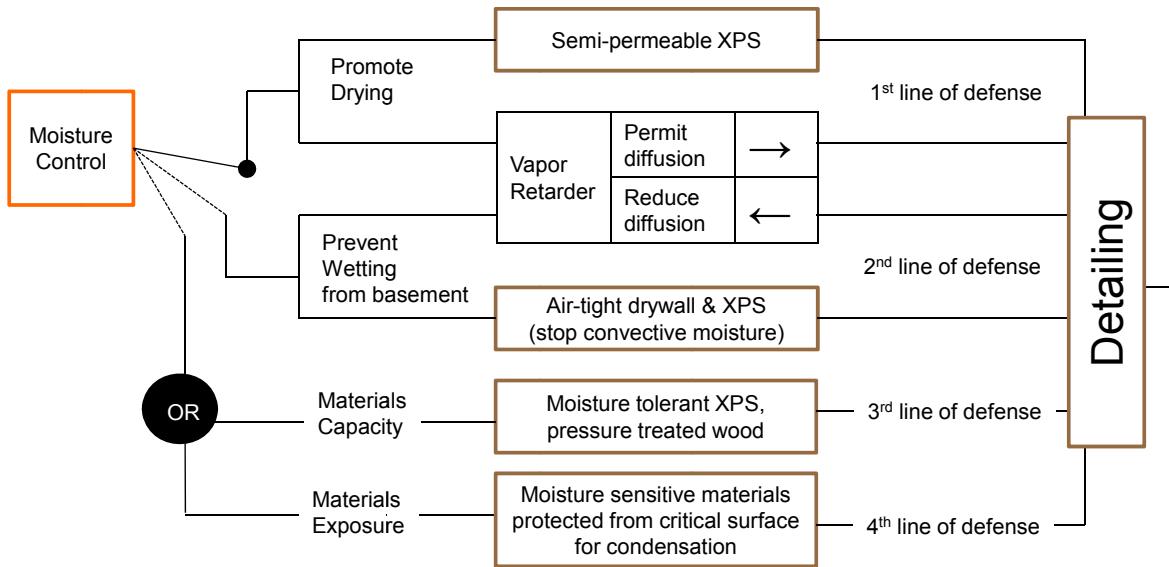 Moisture
Control
Promote
Drying
Semi-permeable XPS
1st line of defense
Vapor
Retarder
Permit
diffusion
→
Reduce
diffusion
←
Prevent
Wetting
from basement
2nd line of defense
Air-tight drywall & XPS
(stop convective moisture)
OR
Materials
Capacity
Moisture tolerant XPS,
pressure treated wood
3rd line of defense
Materials
Exposure
Moisture sensitive materials
protected from critical surface
for condensation
4th line of defense
Detailing